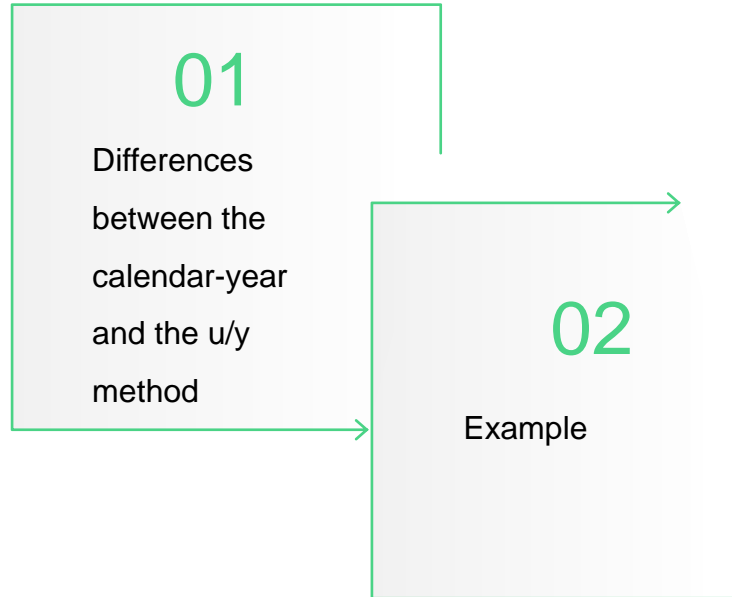 01
Differences
between the
calendar-year
and the u/y
method
02
Example